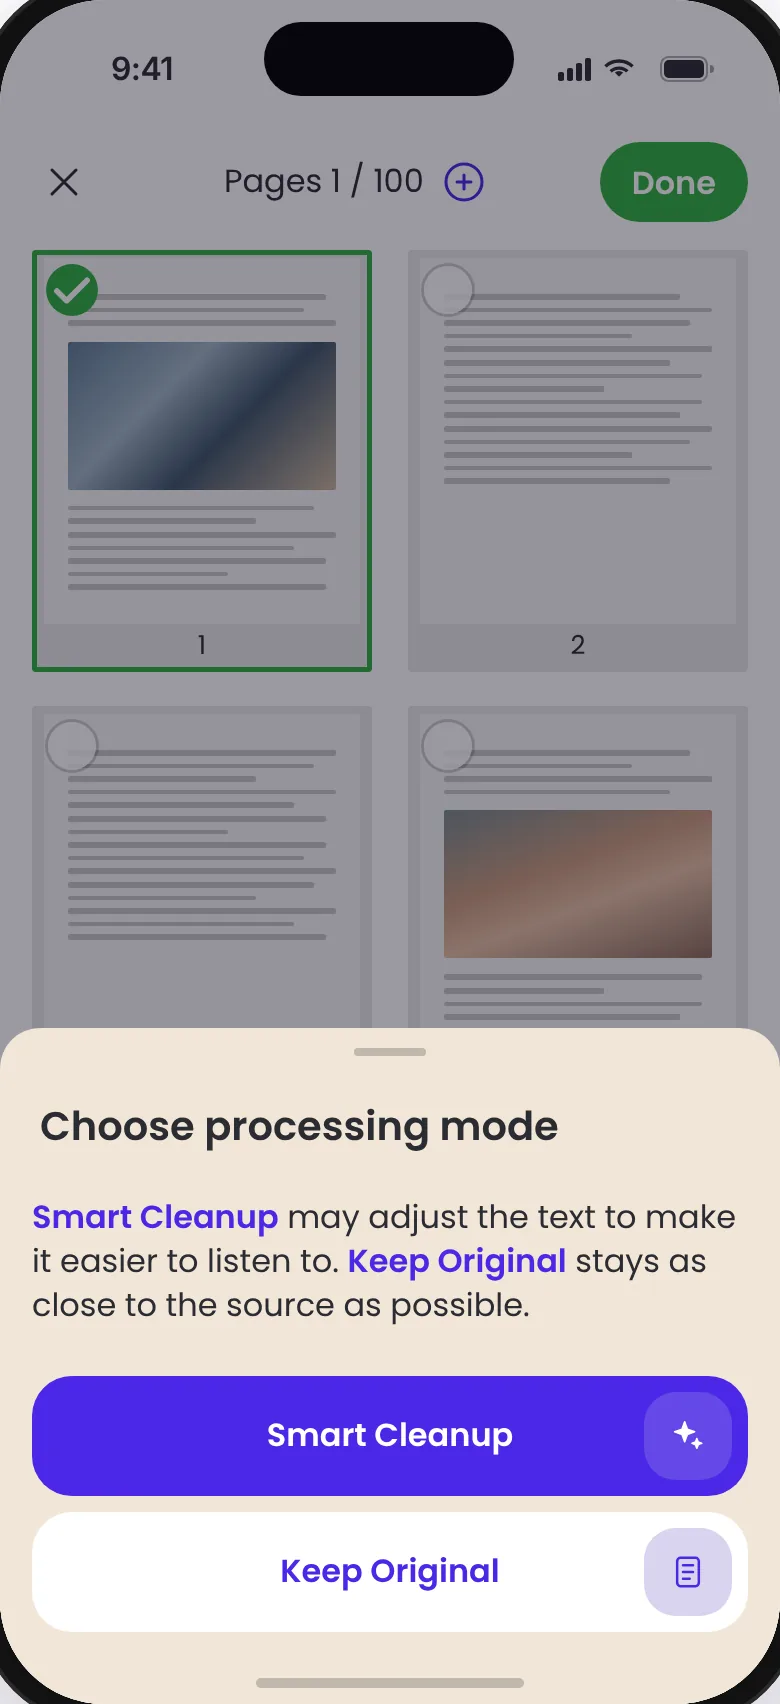 9:41
Pages 1 / 100
Done
1
2
Choose processing mode
Smart Cleanup may adjust the text to make
it easier to listen to. Keep Original stays as
close to the source as possible.
Smart Cleanup
Keep Original